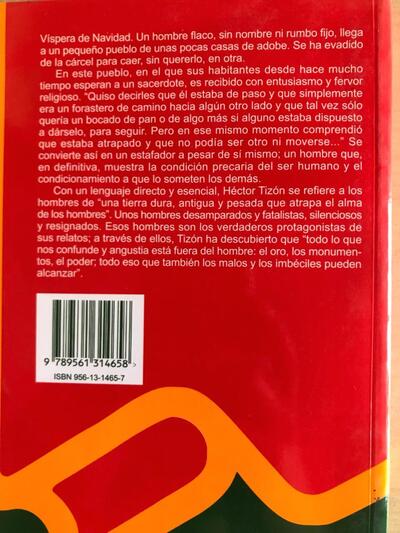 Víspera de Navidad. Un hombre flaco, sin nombre ni rumbo fijo, llega
a un pequeño pueblo de unas pocas casas de adobe. Se ha evadido
de la cárcel para caer, sin quererlo, en otra.
En este pueblo, en el que sus habitantes desde hace mucho
tiempo esperan a un sacerdote, es recibido con entusiasmo y fervor
religioso. “Quiso decirles que él estaba de paso y que simplemente
era un forastero de camino hacia algún otro lado y que tal vez sólo
quería un bocado de pan o de algo más si alguno estaba dispuesto
a dárselo, para seguir. Pero en ese mismo momento comprendió
que estaba atrapado y que no podía ser otro ni moverse...” Se
convierte así en un estafador a pesar de sí mismo; un hombre que,
en definitiva, muestra la condición precaria del ser humano y el
condicionamiento a que lo someten los demás.
Con un lenguaje directo y esencial, Héctor Tizón se refiere a los
hombres de “una tierra dura, antigua y pesada que atrapa el alma
de los hombres”. Unos hombres desamparados y fatalistas, silenciosos
y resignados. Esos hombres son los verdaderos protagonistas de
sus relatos; a través de ellos, Tizón ha descubierto que “todo lo que
nos confunde y angustia está fuera del hombre: el oro, los monumen-
tos, el poder; todo eso que también los malos y los imbéciles pueden
alcanzar”.
9 789561 314658 >
ISBN 956-13-1465-7